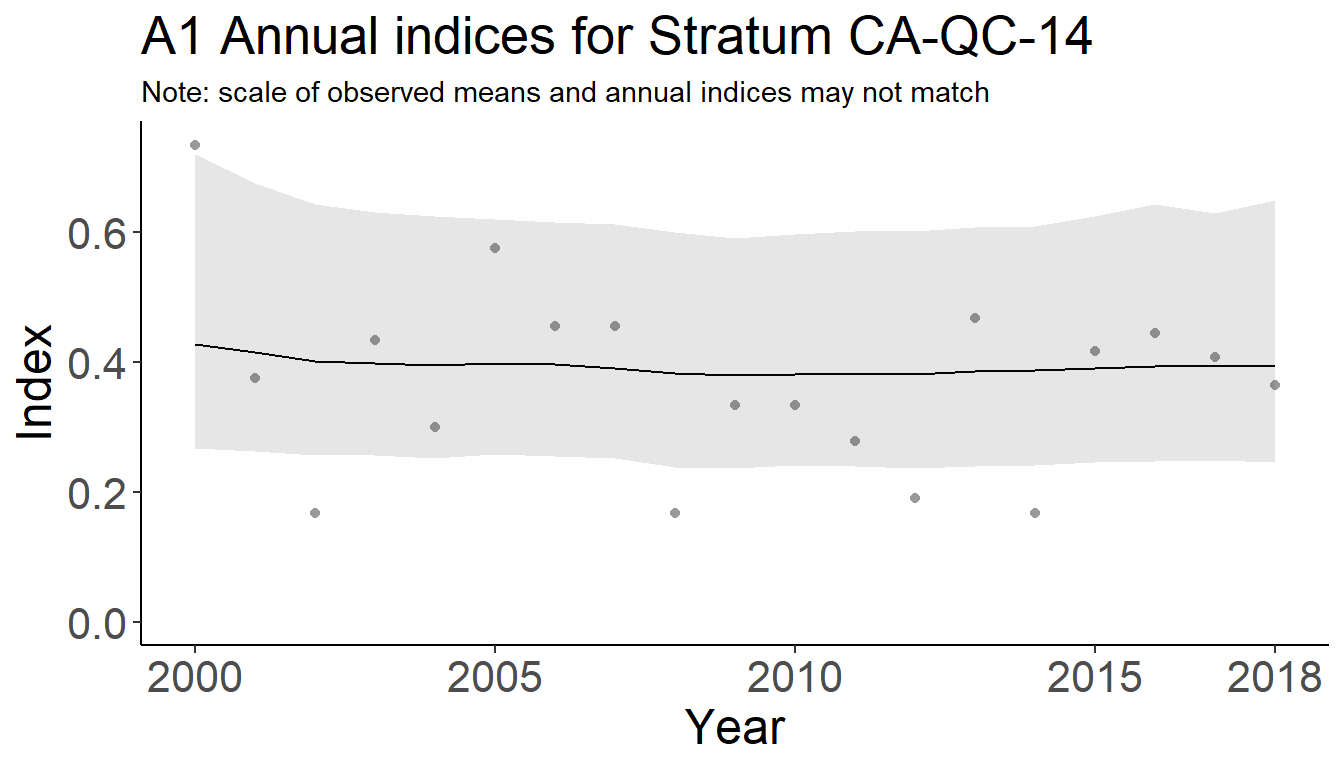 A1 Annual indices for Stratum CA-QC-14
Note: scale of observed means and annual indices may not match
0.6
0.4
0.2
0.0
Index
2000 2005 2010 2015 2018
Year